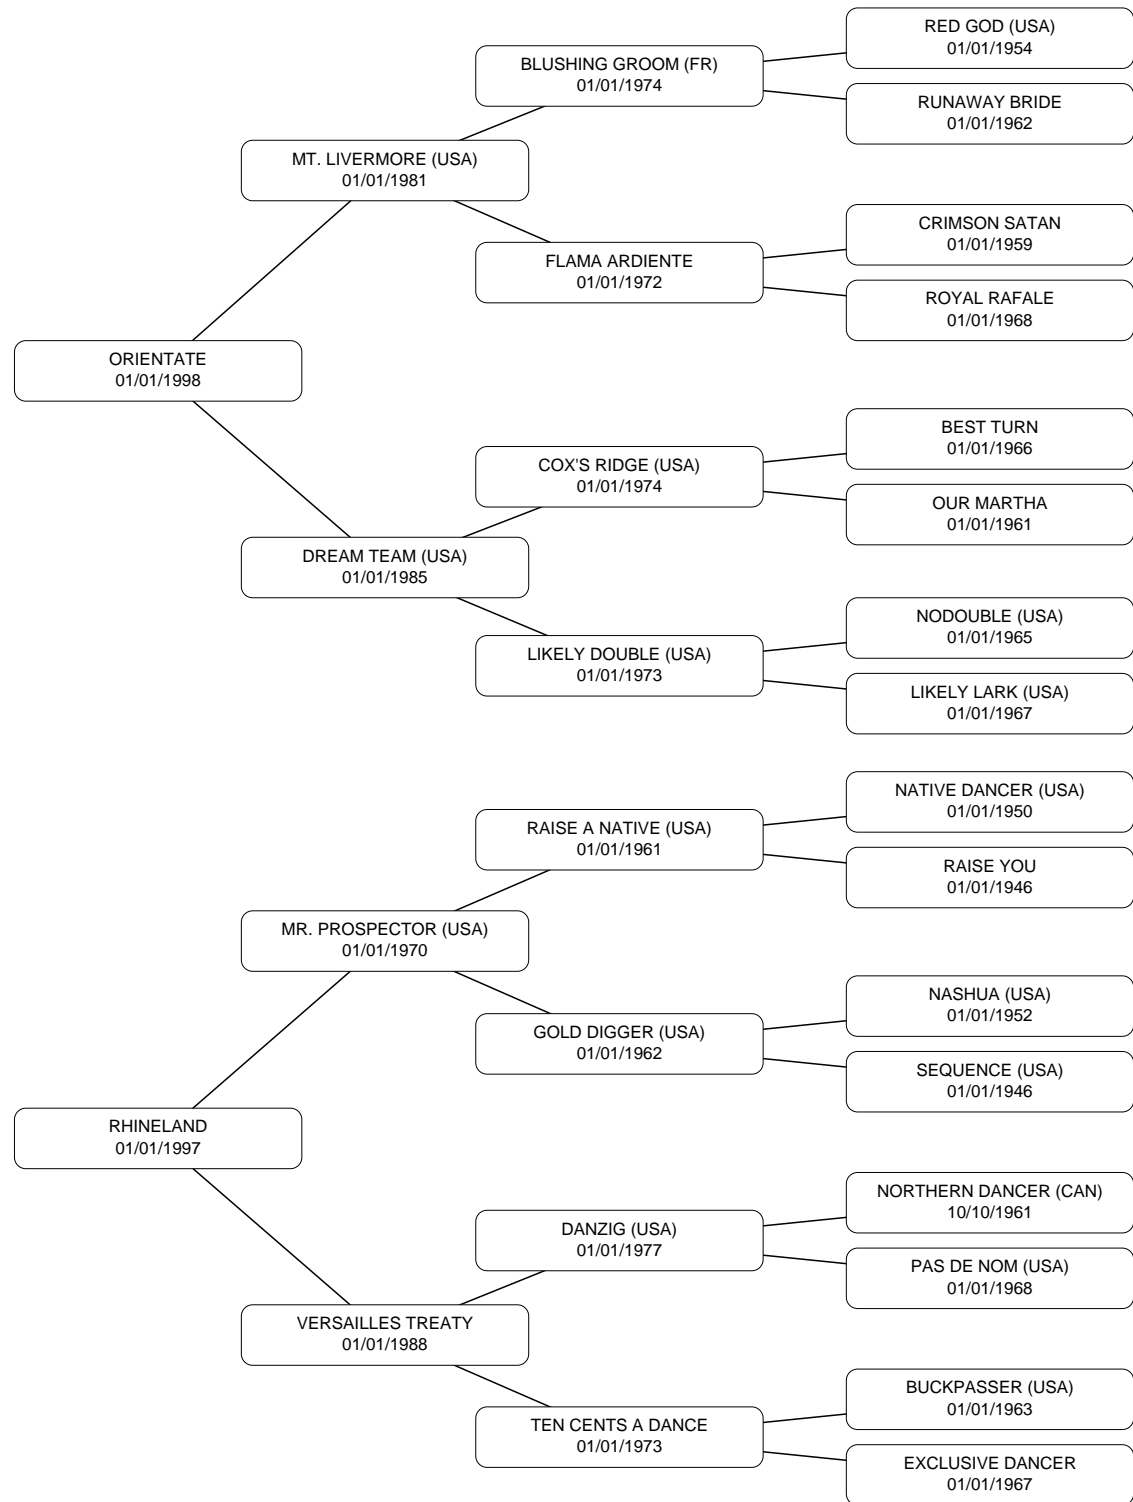 RED GOD (USA)
01/01/1954
BLUSHING GROOM (FR)
01/01/1974
RUNAWAY BRIDE
01/01/1962
MT. LIVERMORE (USA)
01/01/1981
CRIMSON SATAN
01/01/1959
FLAMA ARDIENTE
01/01/1972
ROYAL RAFALE
01/01/1968
ORIENTATE
01/01/1998
BEST TURN
01/01/1966
COX'S RIDGE (USA)
01/01/1974
OUR MARTHA
01/01/1961
DREAM TEAM (USA)
01/01/1985
NODOUBLE (USA)
01/01/1965
LIKELY DOUBLE (USA)
01/01/1973
LIKELY LARK (USA)
01/01/1967
NATIVE DANCER (USA)
01/01/1950
RAISE A NATIVE (USA)
01/01/1961
RAISE YOU
01/01/1946
MR. PROSPECTOR (USA)
01/01/1970
NASHUA (USA)
01/01/1952
GOLD DIGGER (USA)
01/01/1962
SEQUENCE (USA)
01/01/1946
RHINELAND
01/01/1997
NORTHERN DANCER (CAN)
10/10/1961
DANZIG (USA)
01/01/1977
PAS DE NOM (USA)
01/01/1968
VERSAILLES TREATY
01/01/1988
BUCKPASSER (USA)
01/01/1963
TEN CENTS A DANCE
01/01/1973
EXCLUSIVE DANCER
01/01/1967